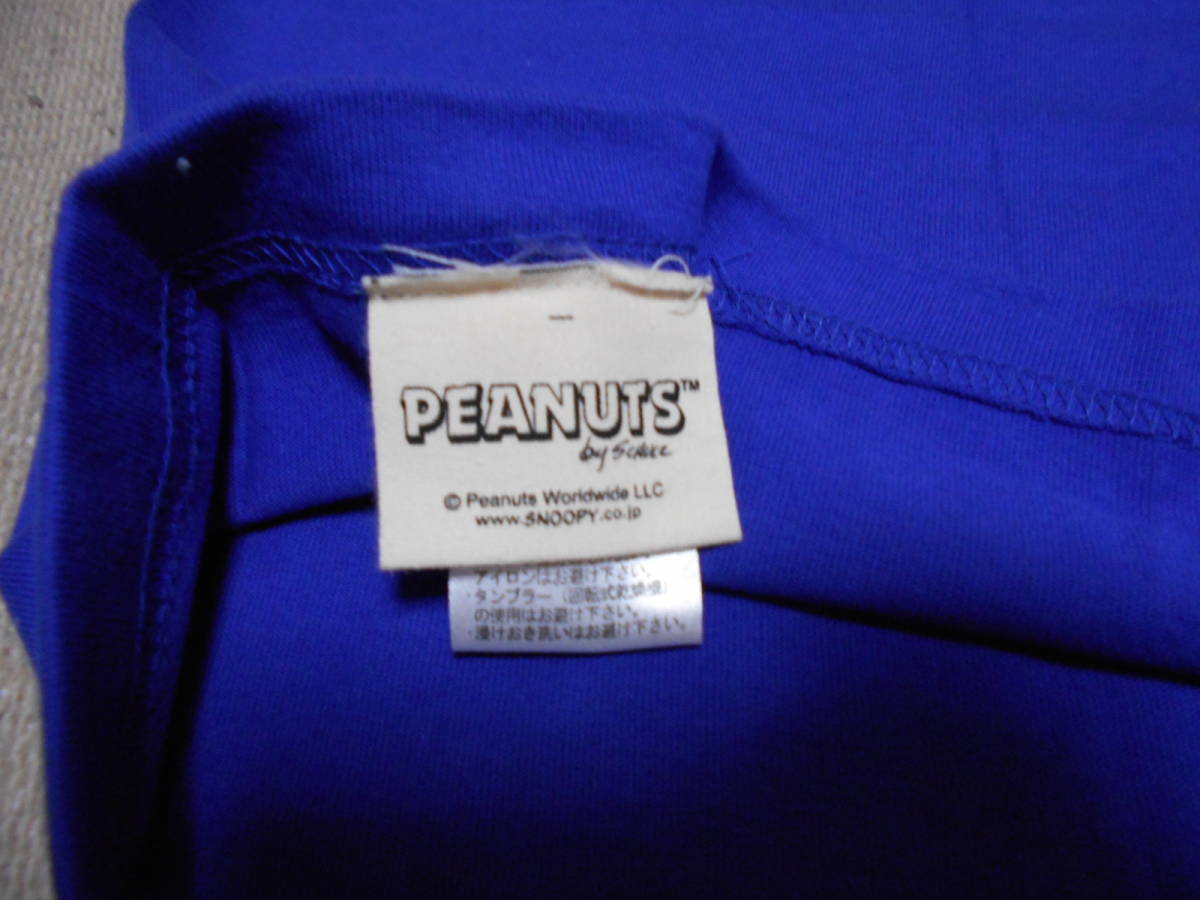 PEANUTS™
by SCHULZ
© Peanuts Worldwide LLC
www.SNOOPY.co.jp
アイロンはお避け下さい。
・タンブラー（回転式乾燥機）
の使用はお避け下さい。
・漬けおき洗いはお避け下さい。